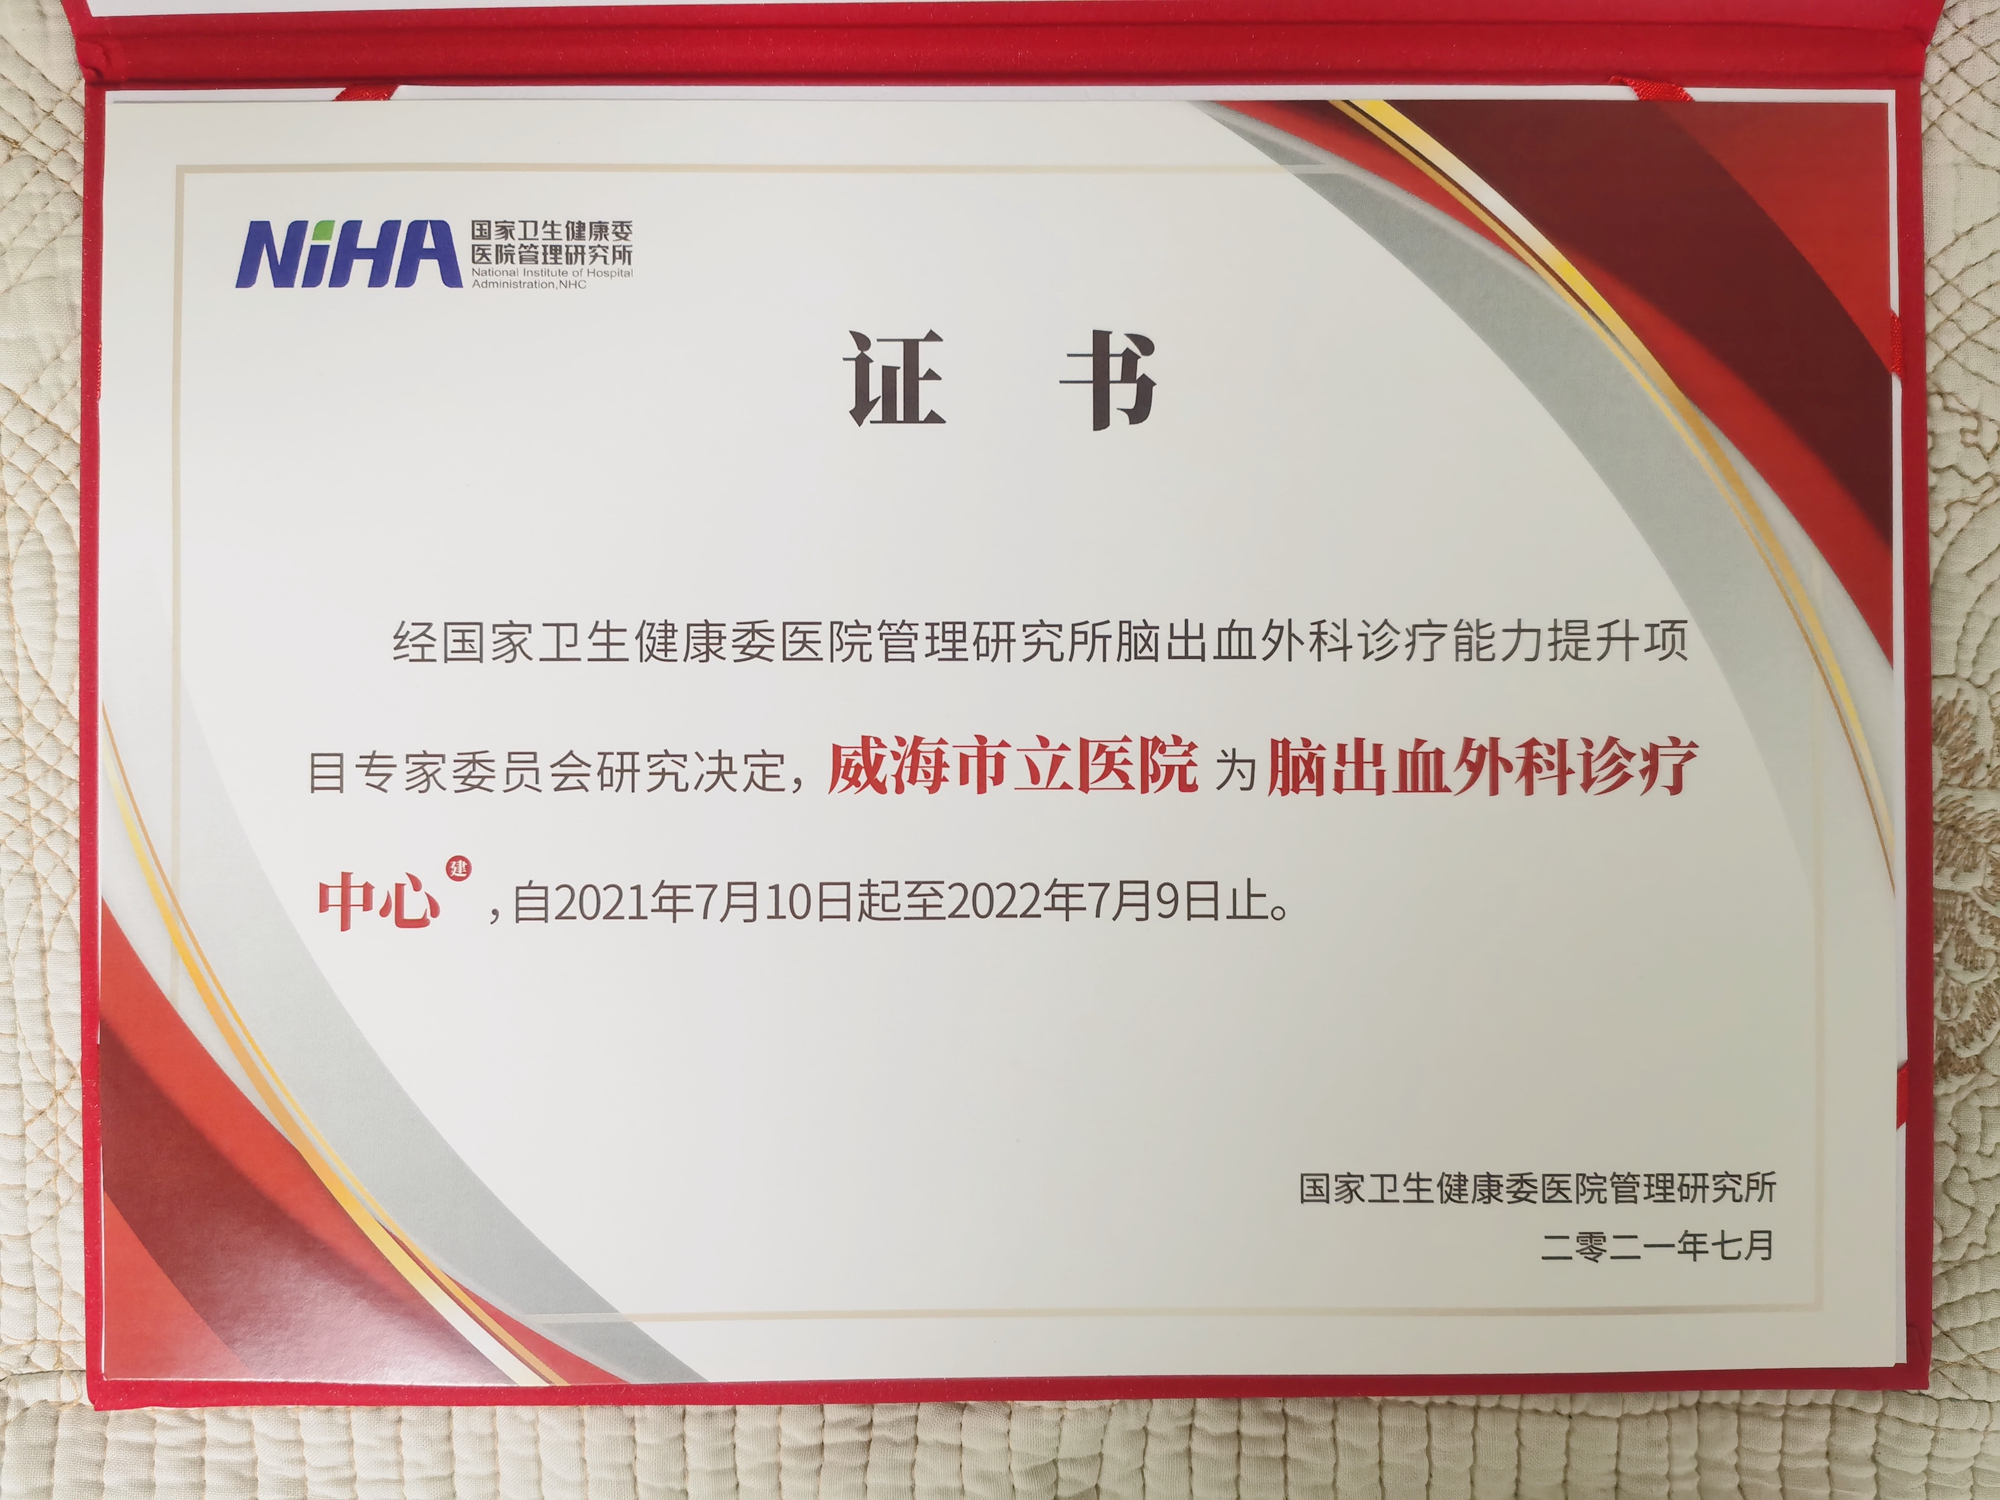 NiHA
国家卫生健康委
医院管理研究所
National Institute of Hospital
Administration,NHC
证 书
经国家卫生健康委医院管理研究所脑出血外科诊疗能力提升项
目专家委员会研究决定，威海市立医院 为 脑出血外科诊疗
中心建，自2021年7月10日起至2022年7月9日止。
国家卫生健康委医院管理研究所
二零二一年七月